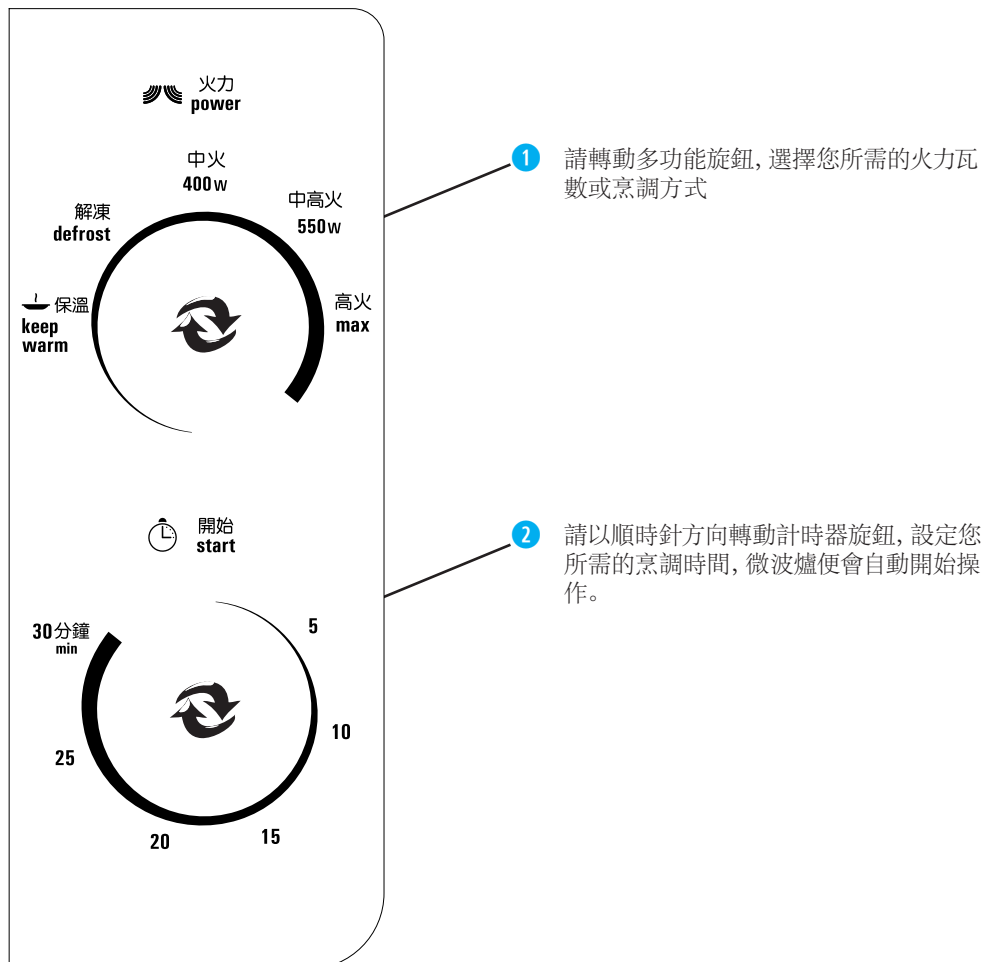 火力
power
中火
400W
中高火
550W
解凍
defrost
保溫
keep
warm
高火
max
1 請轉動多功能旋鈕, 選擇您所需的火力瓦
數或烹調方式
開始
start
30分鐘
min
5
10
15
20
25
2 請以順時針方向轉動計時器旋鈕, 設定您
所需的烹調時間, 微波爐便會自動開始操
作。